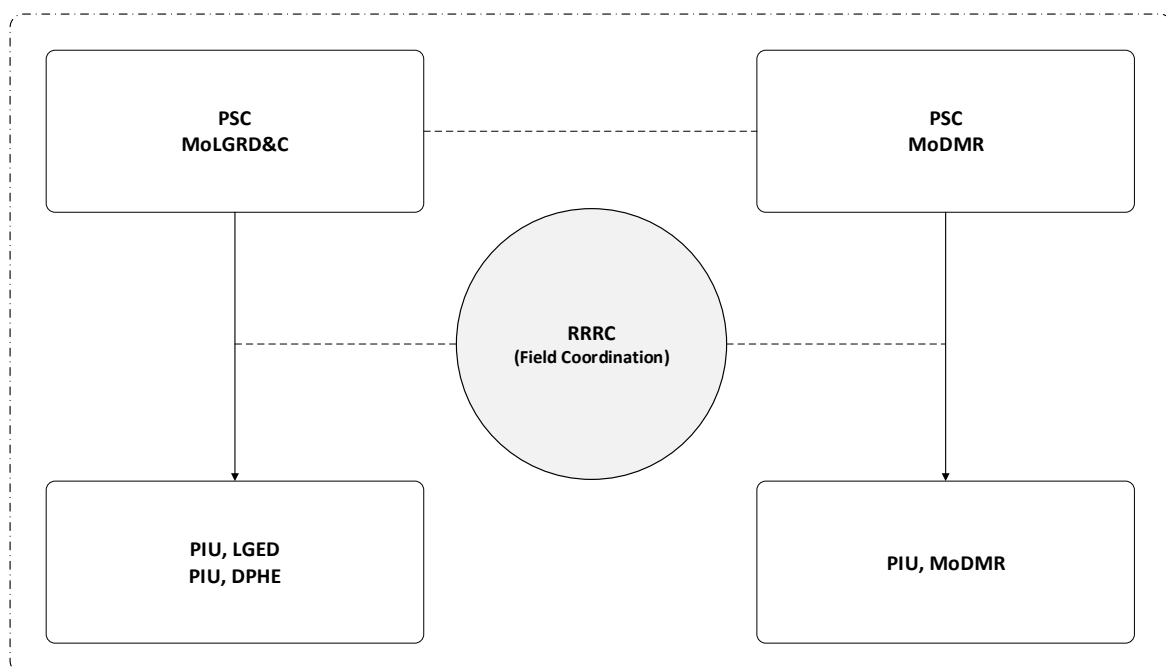 PSC
MoLGRD&C
PSC
MoDMR
RRRC
(Field Coordination)
PIU, LGED
PIU, DPHE
PIU, MoDMR